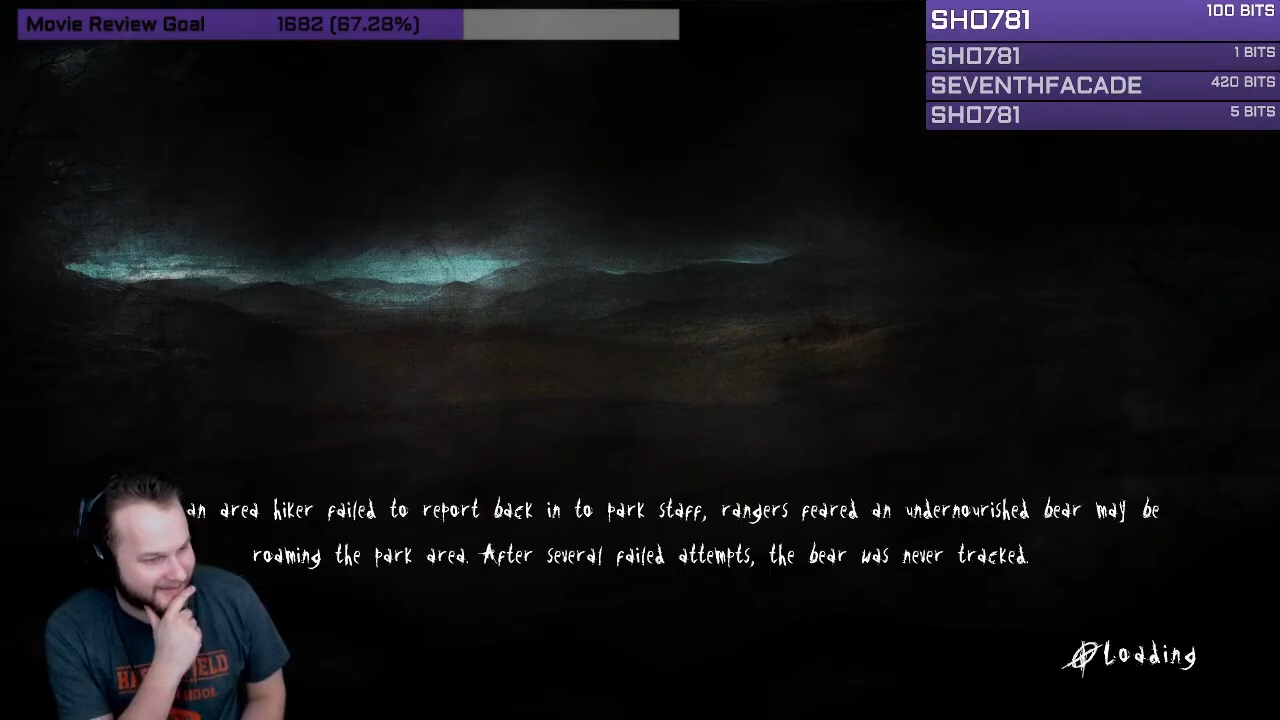 Movie Review Goal 1682 (67.28%)
SHO781 100 BITS
SHO781 1 BITS
SEVENTHFACADE 420 BITS
SHO781 5 BITS
an area hiker failed to report back in to park staff, rangers feared an undernourished bear may be
roaming the park area. After several failed attempts, the bear was never tracked.
Loading